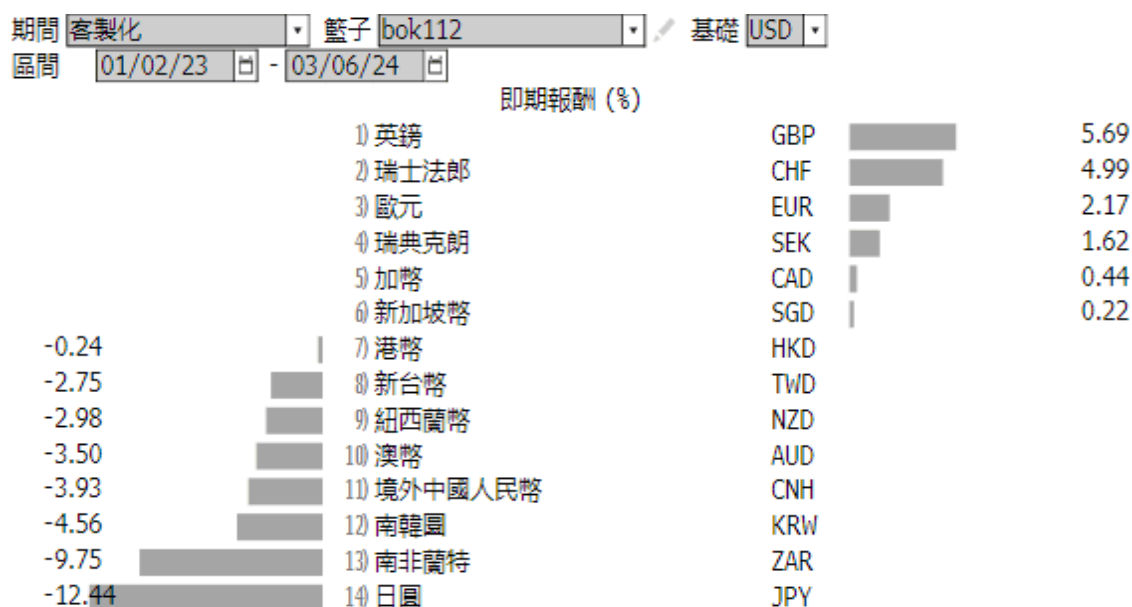 期間 客製化 籃子 bok112 基礎 USD
區間 01/02/23 - 03/06/24
即期報酬 (%)
1) 英鎊 GBP 5.69
2) 瑞士法郎 CHF 4.99
3) 歐元 EUR 2.17
4) 瑞典克朗 SEK 1.62
5) 加幣 CAD 0.44
6) 新加坡幣 SGD 0.22
-0.24 7) 港幣 HKD
-2.75 8) 新台幣 TWD
-2.98 9) 紐西蘭幣 NZD
-3.50 10) 澳幣 AUD
-3.93 11) 境外中國人民幣 CNH
-4.56 12) 南韓圓 KRW
-9.75 13) 南非蘭特 ZAR
-12.44 14) 日圓 JPY